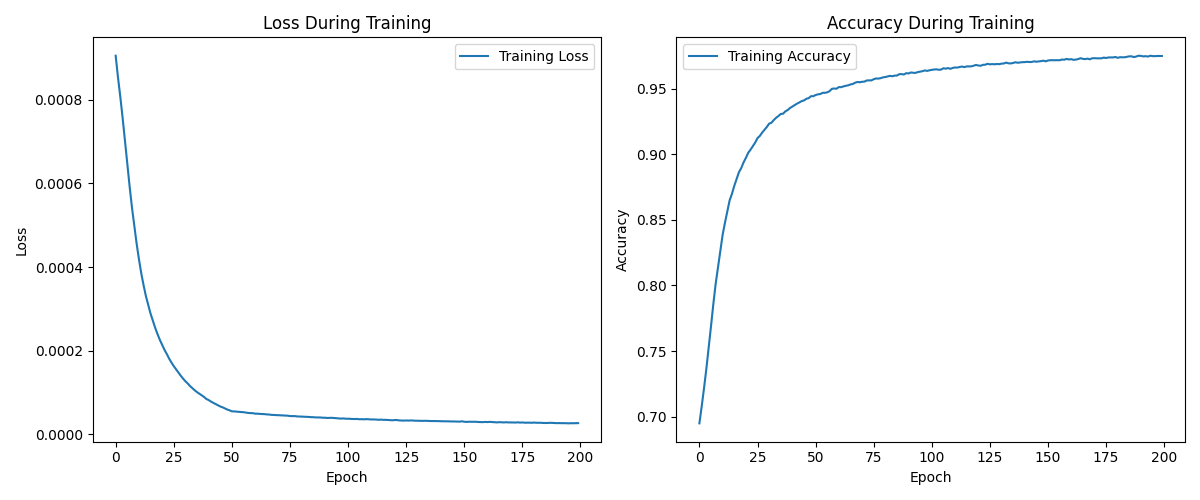 Loss During Training
Training Loss
0.0008
0.0006
0.0004
0.0002
0.0000
Loss
0 25 50 75 100 125 150 175 200
Epoch
Accuracy During Training
Training Accuracy
0.95
0.90
0.85
0.80
0.75
0.70
Accuracy
0 25 50 75 100 125 150 175 200
Epoch